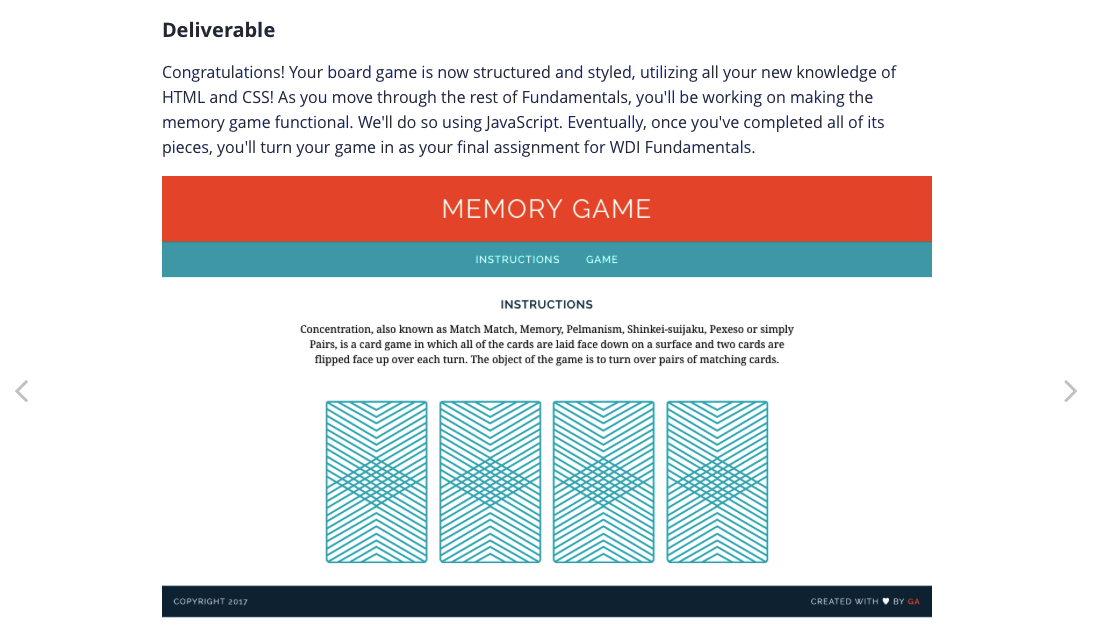 Deliverable
Congratulations! Your board game is now structured and styled, utilizing all your new knowledge of
HTML and CSS! As you move through the rest of Fundamentals, you'll be working on making the
memory game functional. We'll do so using JavaScript. Eventually, once you've completed all of its
pieces, you'll turn your game in as your final assignment for WDI Fundamentals.
MEMORY GAME
INSTRUCTIONS GAME
INSTRUCTIONS
Concentration, also known as Match Match, Memory, Pelmanism, Shinkei-suijaku, Pexeso or simply
Pairs, is a card game in which all of the cards are laid face down on a surface and two cards are
flipped face up over each turn. The object of the game is to turn over pairs of matching cards.
COPYRIGHT 2017 CREATED WITH ♥ BY GA